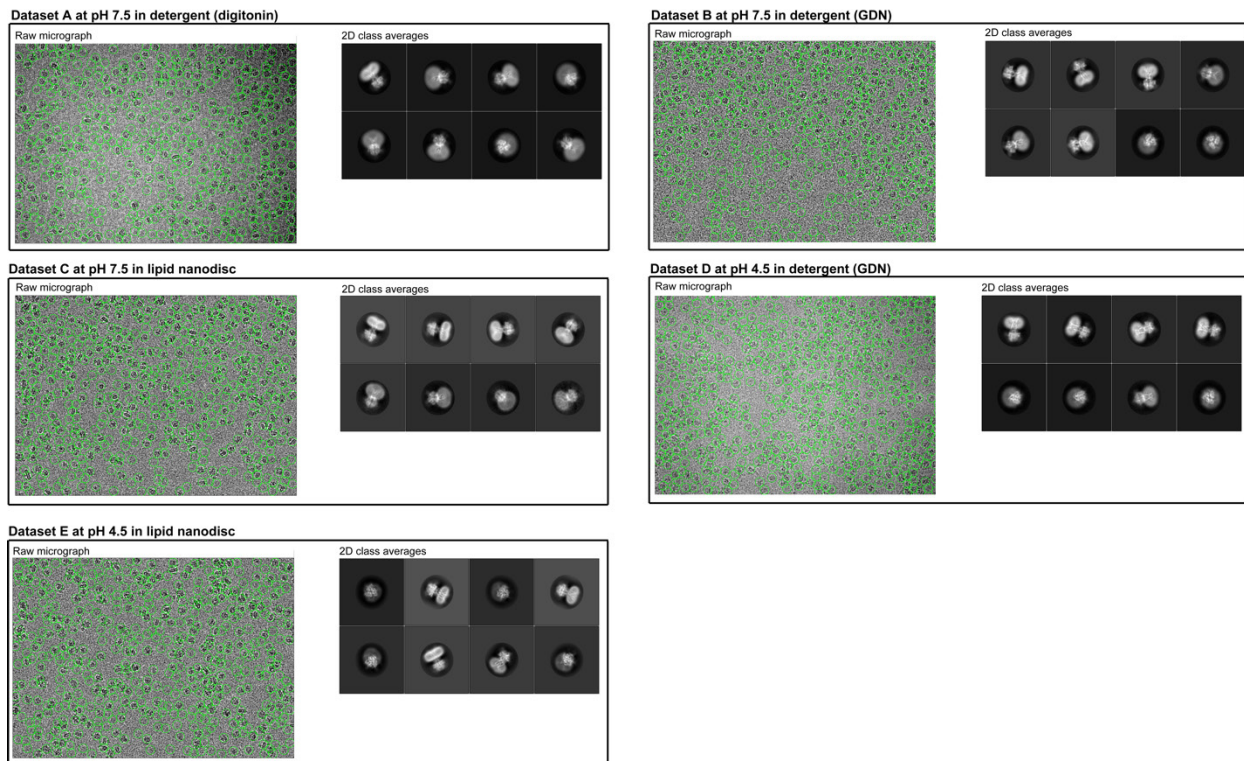 Dataset A at pH 7.5 in detergent (digitonin)
Raw micrograph
2D class averages
Dataset B at pH 7.5 in detergent (GDN)
Raw micrograph
2D class averages
Dataset C at pH 7.5 in lipid nanodisc
Raw micrograph
2D class averages
Dataset D at pH 4.5 in detergent (GDN)
Raw micrograph
2D class averages
Dataset E at pH 4.5 in lipid nanodisc
Raw micrograph
2D class averages